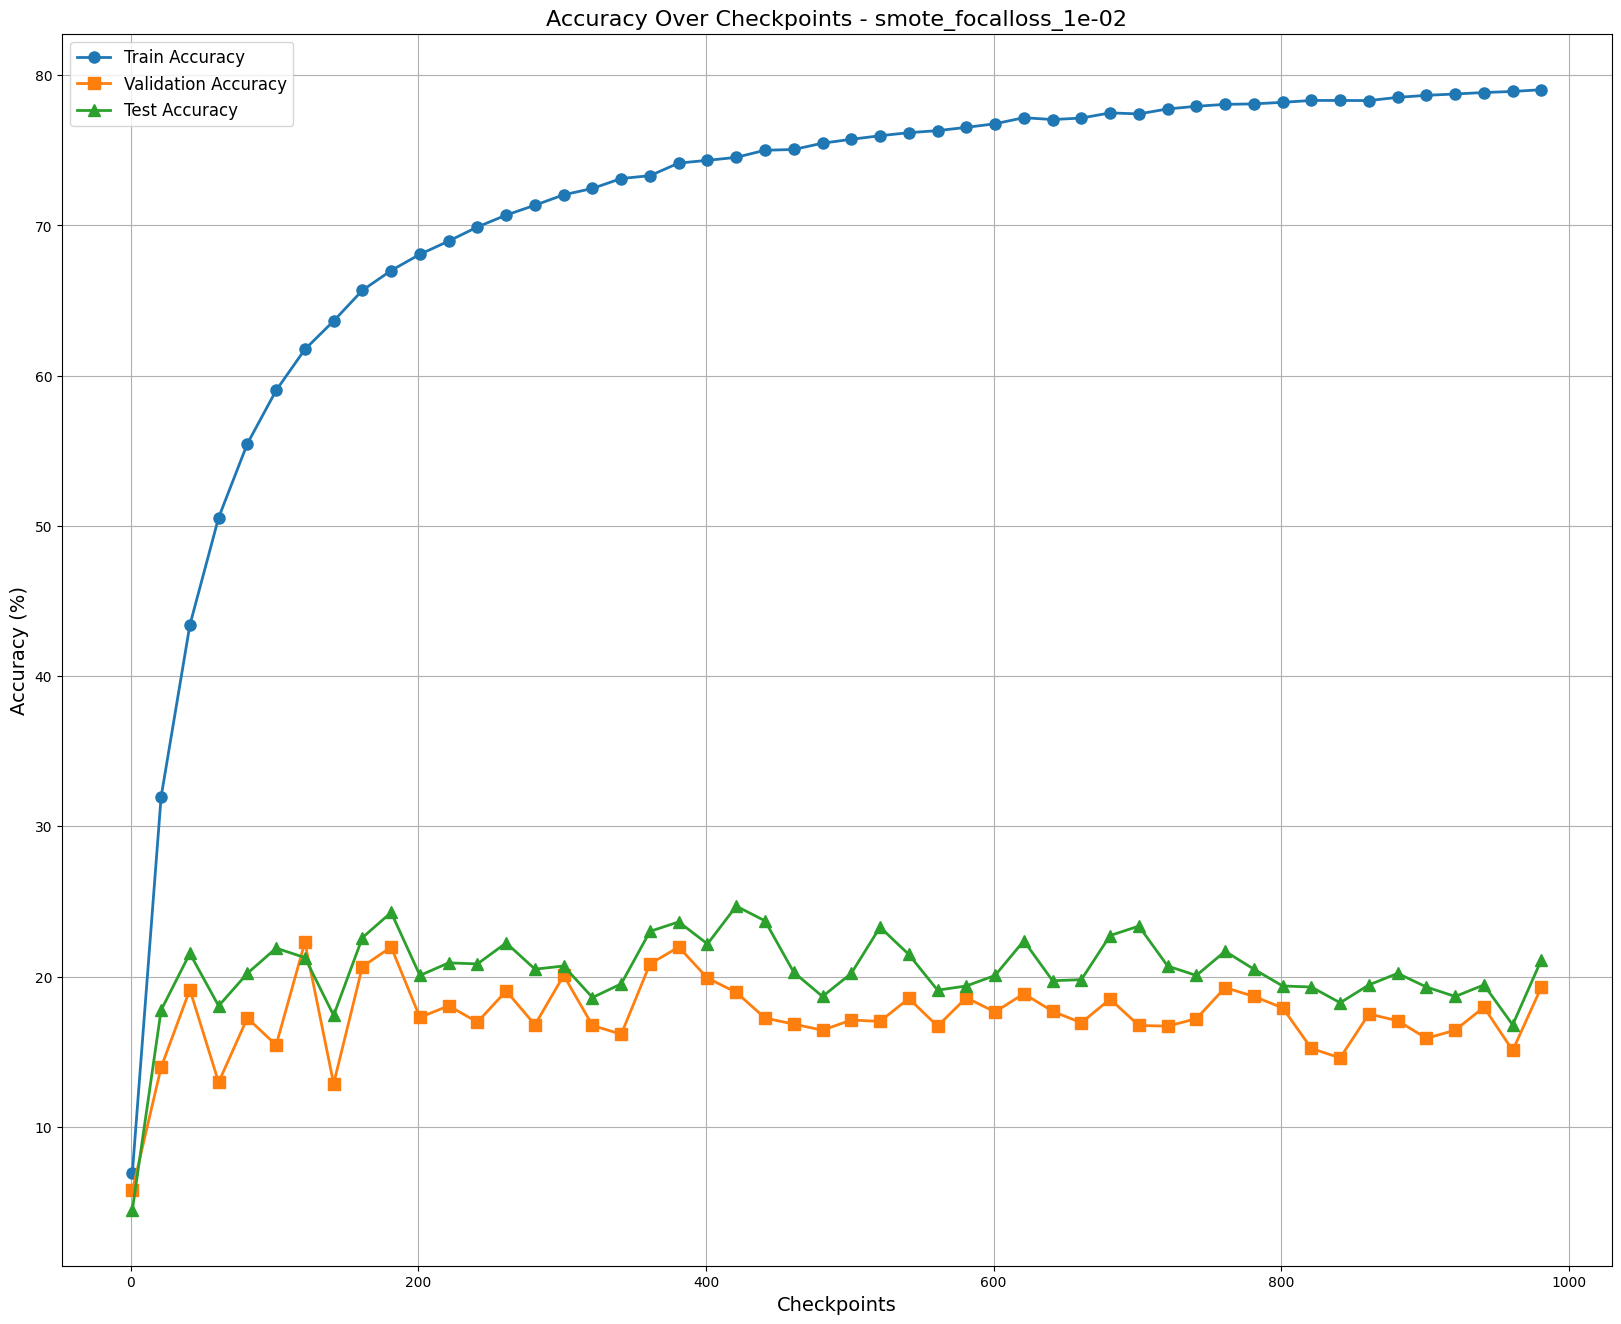 Accuracy Over Checkpoints - smote_focalloss_1e-02
Train Accuracy
Validation Accuracy
Test Accuracy
Accuracy (%)
80
70
60
50
40
30
20
10
0 200 400 600 800 1000
Checkpoints